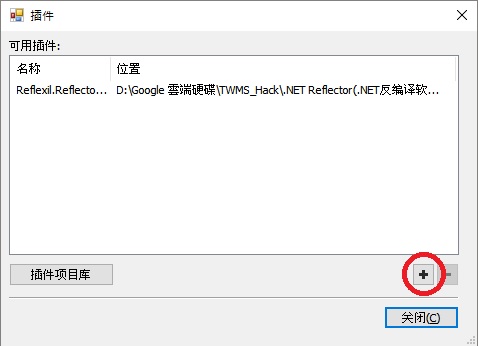 插件
可用插件:
名称 位置
Reflexil.Reflecto... D:\Google 雲端硬碟\TWMS_Hack\.NET Reflector(.NET反编译软...
插件项目库
关闭(C)